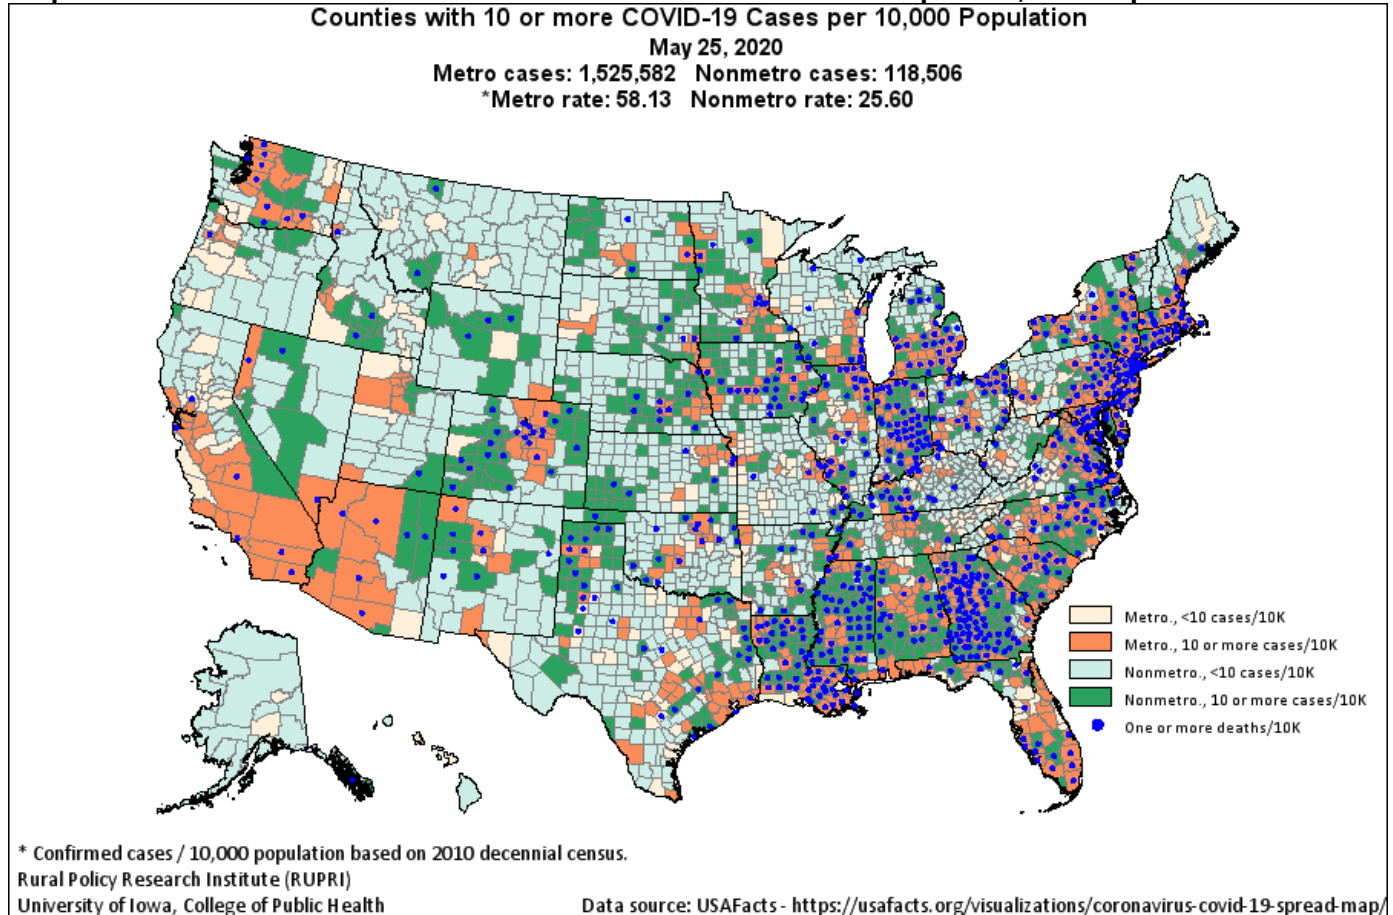 Counties with 10 or more COVID-19 Cases per 10,000 Population
May 25, 2020
Metro cases: 1,525,582 Nonmetro cases: 118,506
*Metro rate: 58.13 Nonmetro rate: 25.60
Metro., <10 cases/10K
Metro., 10 or more cases/10K
Nonmetro., <10 cases/10K
Nonmetro., 10 or more cases/10K
One or more deaths/10K
* Confirmed cases / 10,000 population based on 2010 decennial census.
Rural Policy Research Institute (RUPRI)
University of Iowa, College of Public Health
Data source: USAFacts - https://usafacts.org/visualizations/coronavirus-covid-19-spread-map/